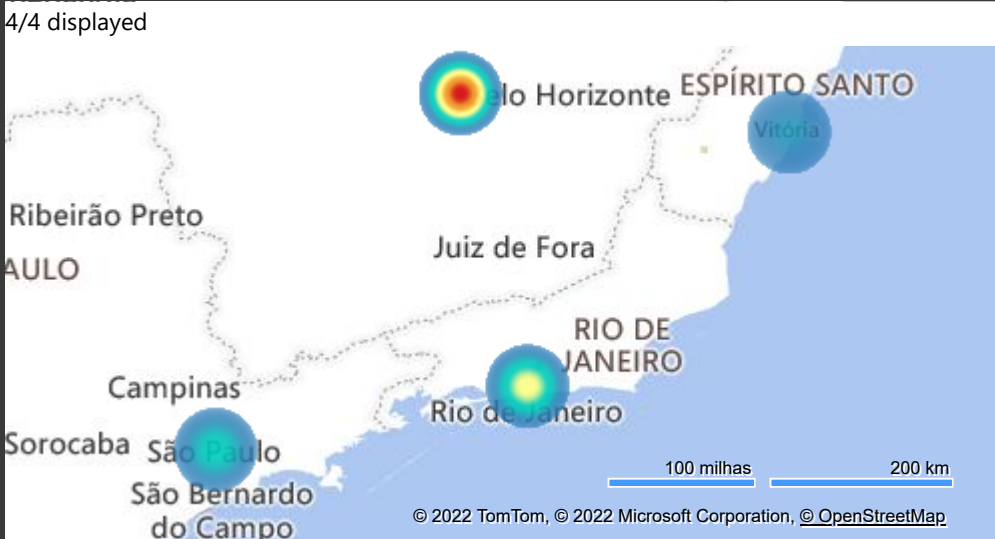 4/4 displayed
elo Horizonte
ESPÍRITO SANTO
Vitória
Ribeirão Preto
Juiz de Fora
AULO
RIO DE
JANEIRO
Campinas
Rio de Janeiro
Sorocaba
São Paulo
100 milhas
200 km
São Bernardo
do Campo
© 2022 TomTom, © 2022 Microsoft Corporation, © OpenStreetMap